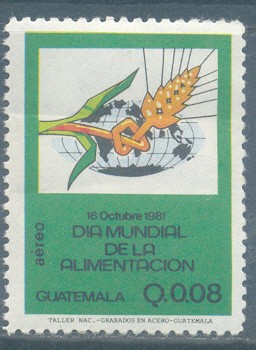 16 Octubre 1981
DIA MUNDIAL
DE LA
ALIMENTACION
aéreo
GUATEMALA Q.0.08
TALLER NAC.-GRABADOS EN ACERO-GUATEMALA